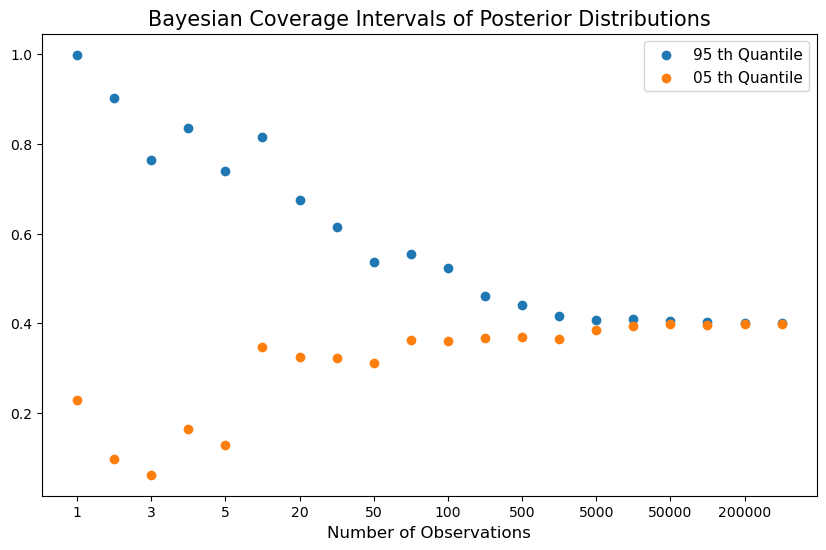 Bayesian Coverage Intervals of Posterior Distributions
95 th Quantile
05 th Quantile
1.0
0.8
0.6
0.4
0.2
1 3 5 20 50 100 500 5000 50000 200000
Number of Observations